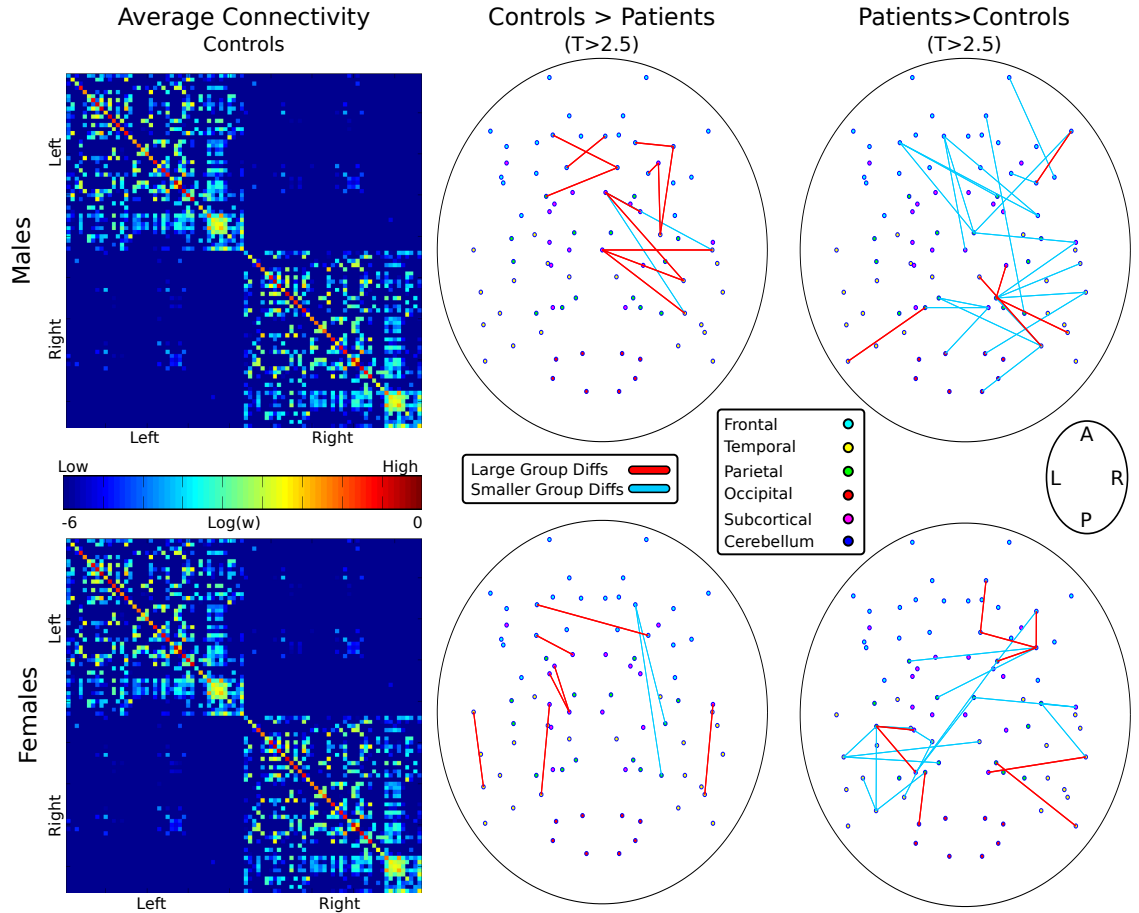 Average Connectivity
Controls
Controls > Patients
(T>2.5)
Patients>Controls
(T>2.5)
Males
Left
Right
Left
Right
Low
High
-6
Log(w)
0
Large Group Diffs
Smaller Group Diffs
Frontal
Temporal
Parietal
Occipital
Subcortical
Cerebellum
A
L
R
P
Females
Left
Right
Left
Right